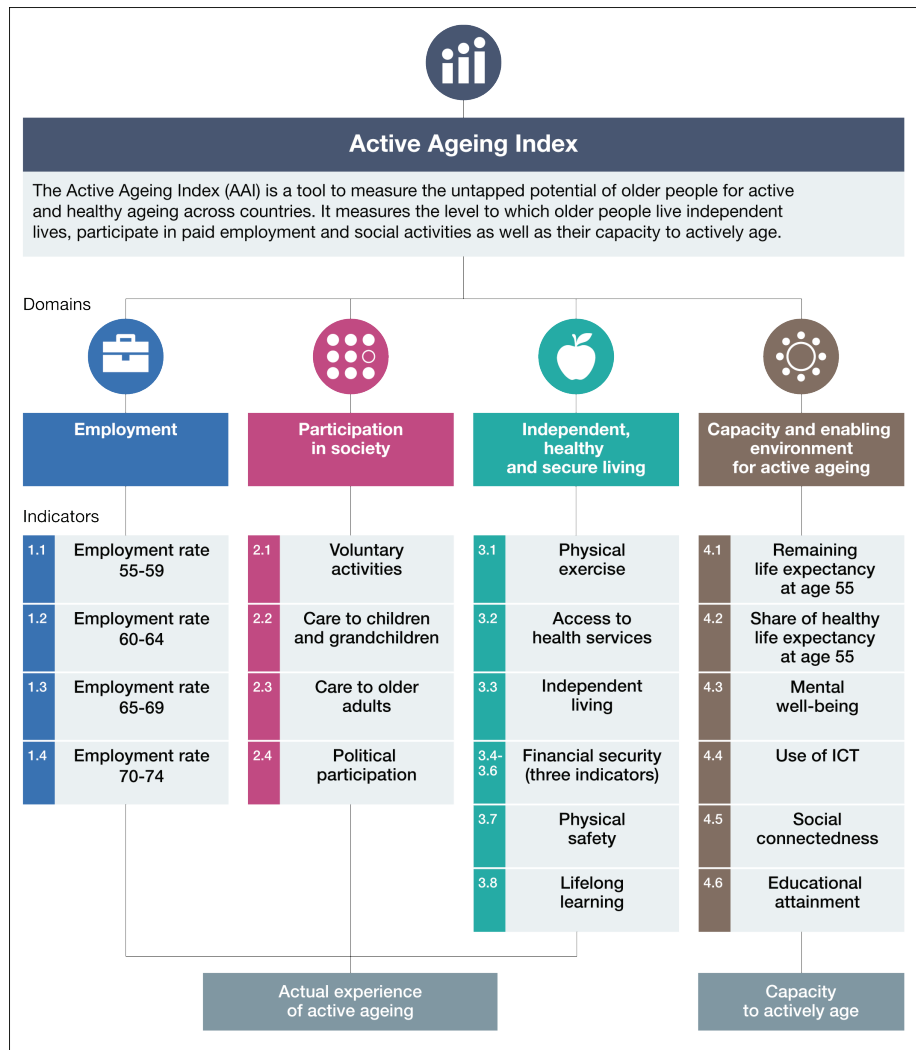 Active Ageing Index
The Active Ageing Index (AAI) is a tool to measure the untapped potential of older people for active
and healthy ageing across countries. It measures the level to which older people live independent
lives, participate in paid employment and social activities as well as their capacity to actively age.
Domains
Employment
Participation
in society
Independent,
healthy
and secure living
Capacity and enabling
environment
for active ageing
Indicators
1.1
Employment rate
55-59
1.2
Employment rate
60-64
1.3
Employment rate
65-69
1.4
Employment rate
70-74
2.1
Voluntary
activities
2.2
Care to children
and grandchildren
2.3
Care to older
adults
2.4
Political
participation
3.1
Physical
exercise
3.2
Access to
health services
3.3
Independent
living
3.4-
3.6
Financial security
(three indicators)
3.7
Physical
safety
3.8
Lifelong
learning
4.1
Remaining
life expectancy
at age 55
4.2
Share of healthy
life expectancy
at age 55
4.3
Mental
well-being
4.4
Use of ICT
4.5
Social
connectedness
4.6
Educational
attainment
Actual experience
of active ageing
Capacity
to actively age